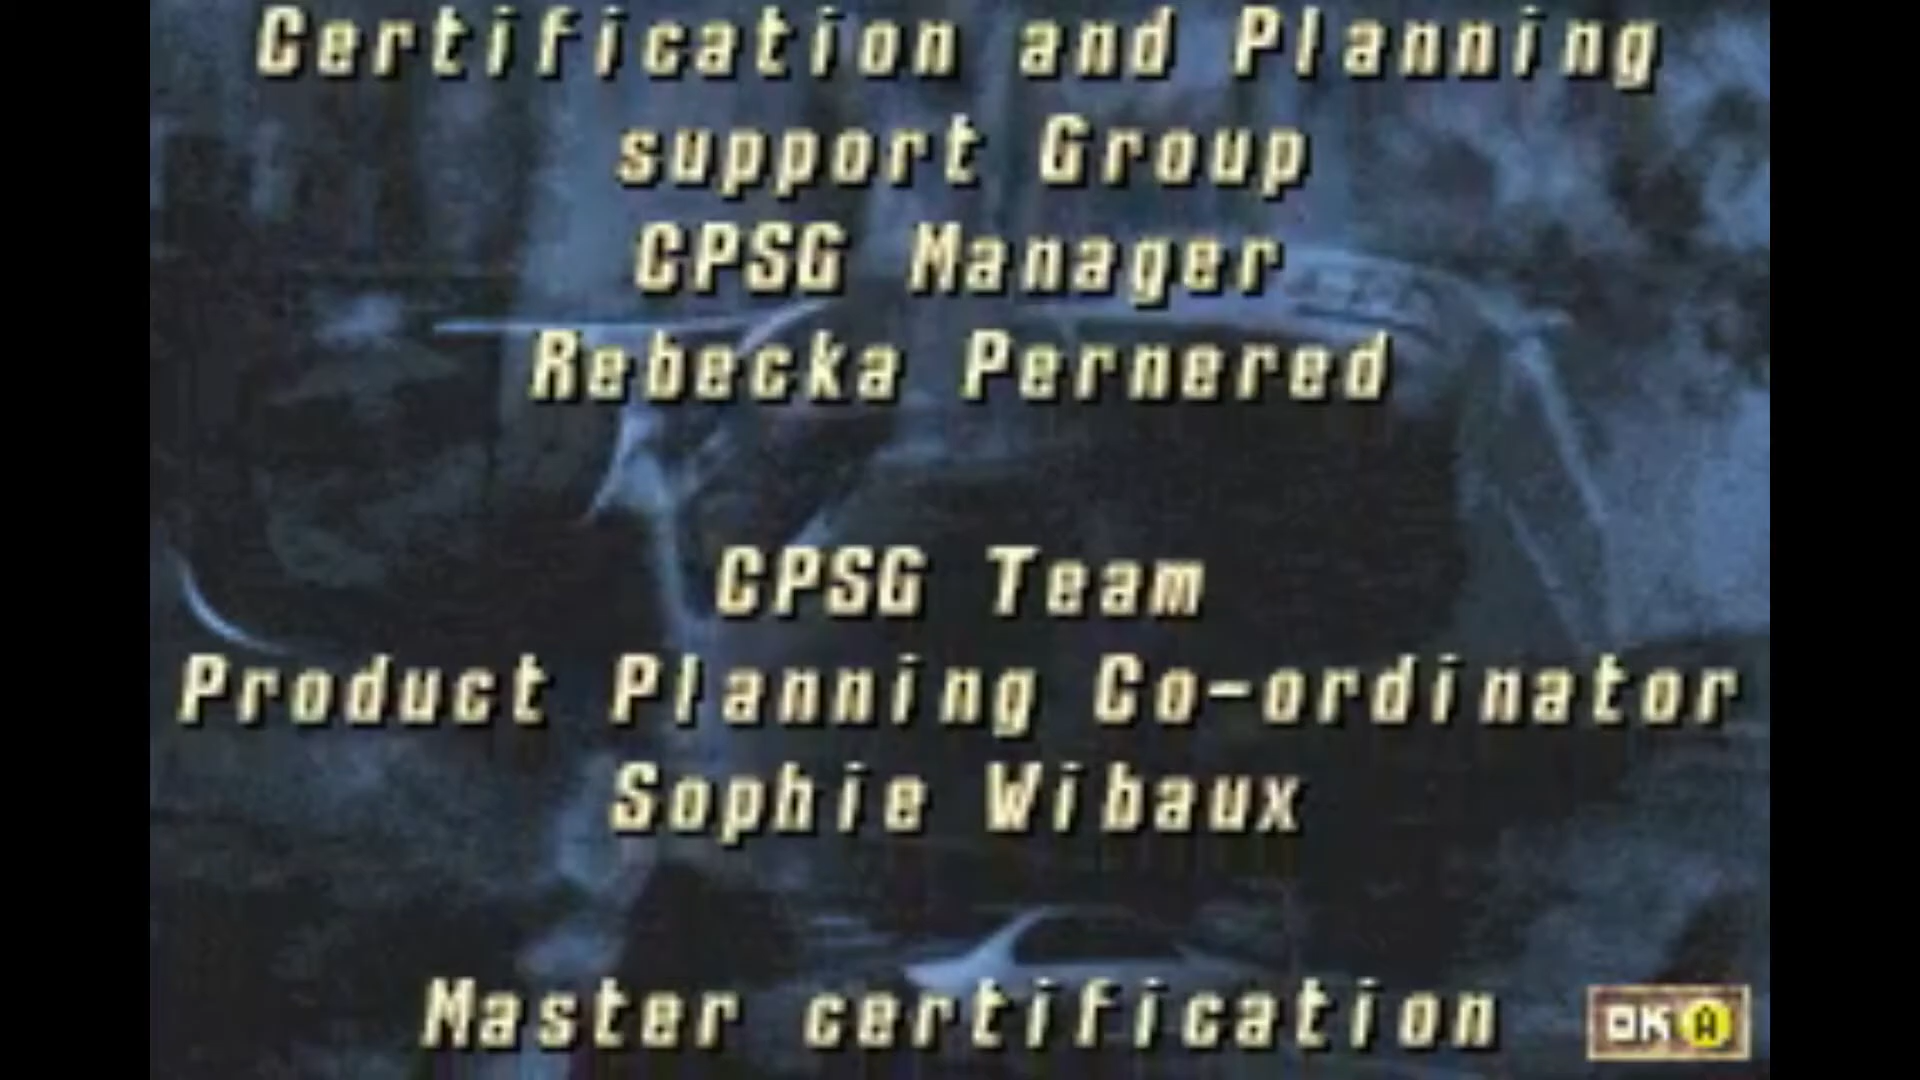 Certification and Planning
support Group
CPSG Manager
Rebecka Pernered
CPSG Team
Product Planning Co-ordinator
Sophie Wibaux
Master certification
OK A